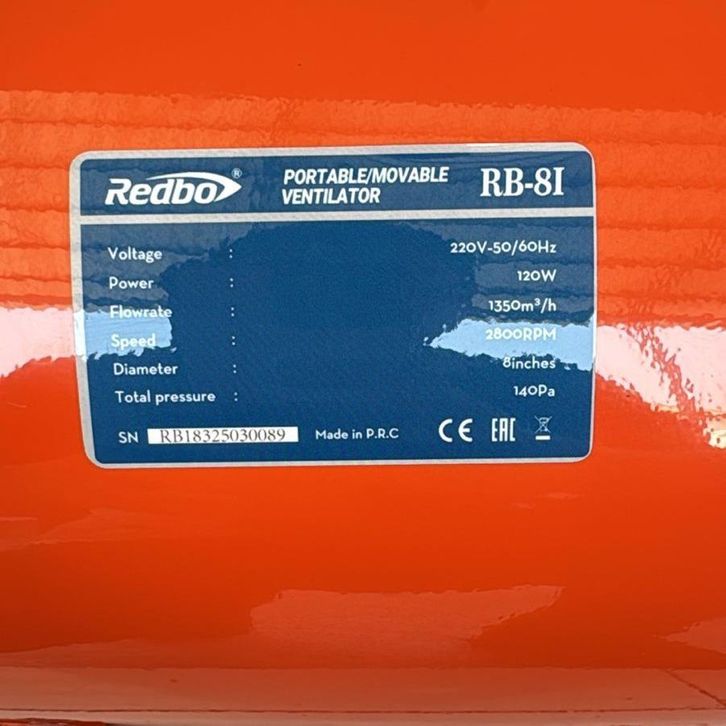 Redbo® PORTABLE/MOVABLE VENTILATOR RB-8I
Voltage : 220V-50/60Hz
Power : 120W
Flowrate : 1350m³/h
Speed : 2800RPM
Diameter : 8inches
Total pressure : 140Pa
SN RB18325030089 Made in P.R.C CE EAC